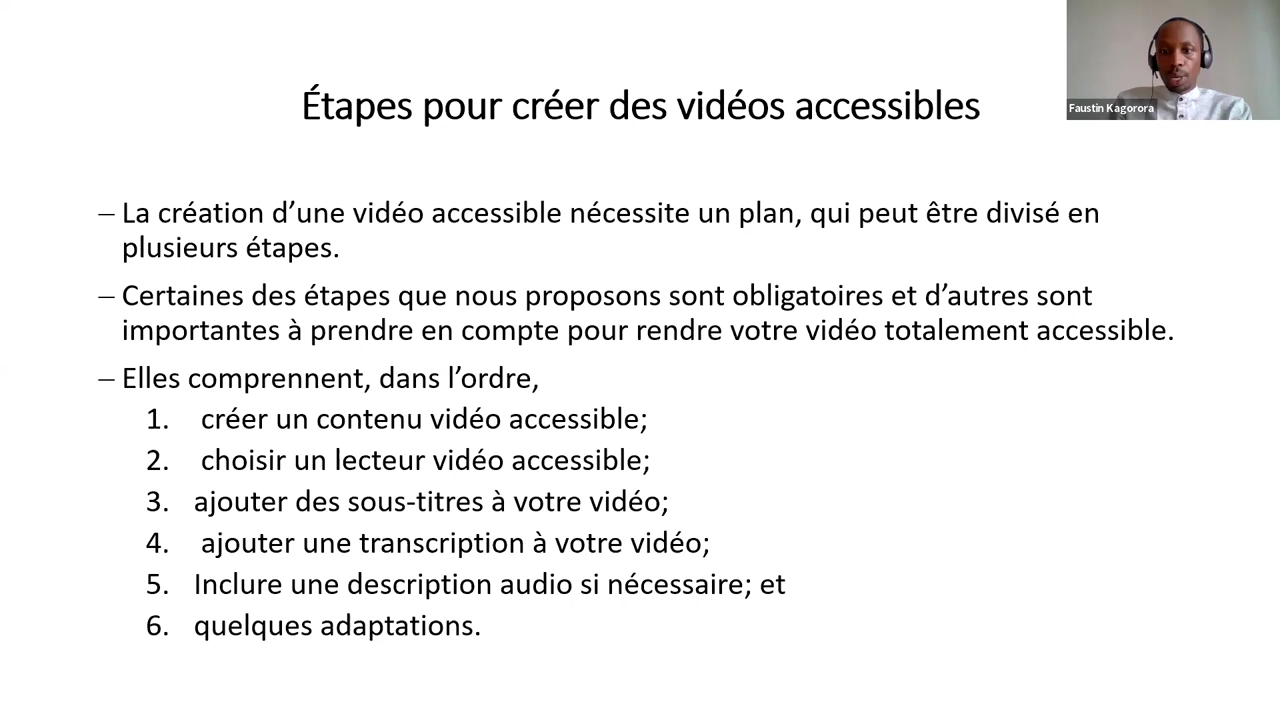 Étapes pour créer des vidéos accessibles
Faustin Kagorora
– La création d’une vidéo accessible nécessite un plan, qui peut être divisé en
plusieurs étapes.
– Certaines des étapes que nous proposons sont obligatoires et d’autres sont
importantes à prendre en compte pour rendre votre vidéo totalement accessible.
– Elles comprennent, dans l’ordre,
1. créer un contenu vidéo accessible;
2. choisir un lecteur vidéo accessible;
3. ajouter des sous-titres à votre vidéo;
4. ajouter une transcription à votre vidéo;
5. Inclure une description audio si nécessaire; et
6. quelques adaptations.